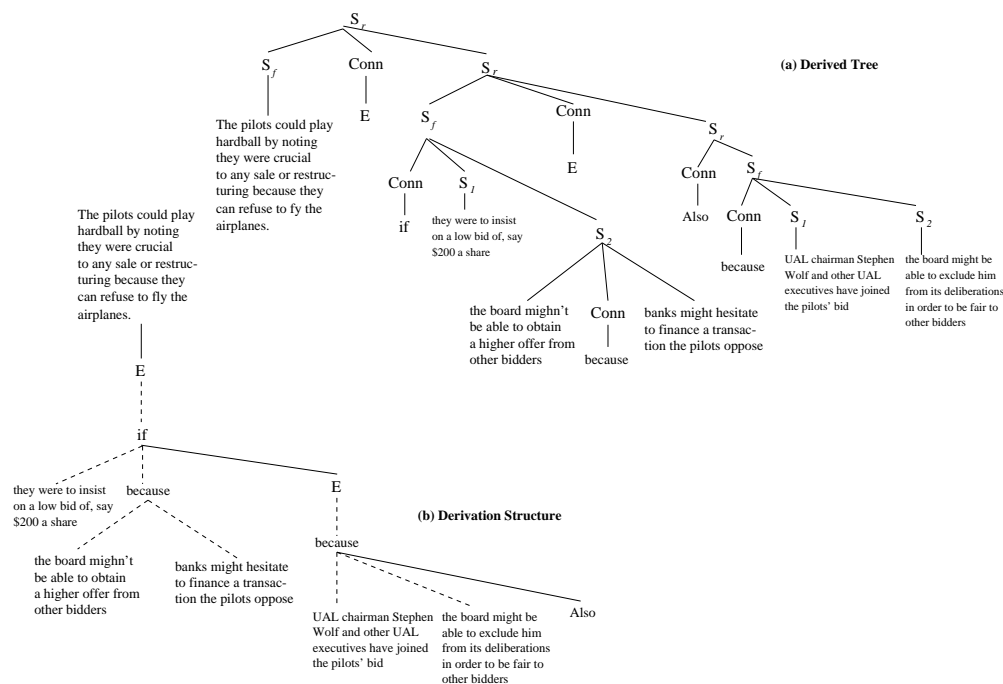 S_r
S_f
Conn
S_r
(a) Derived Tree
E
The pilots could play
hardball by noting
they were crucial
to any sale or restruc-
turing because they
can refuse to fy the
airplanes.
S_f
Conn
S_r
E
Conn
S_1
if
they were to insist
on a low bid of, say
$200 a share
S_2
the board mighn't
be able to obtain
a higher offer from
other bidders
Conn
because
banks might hesitate
to finance a transac-
tion the pilots oppose
Conn
S_f
Also
Conn
S_1
S_2
because
UAL chairman Stephen
Wolf and other UAL
executives have joined
the pilots' bid
the board might be
able to exclude him
from its deliberations
in order to be fair to
other bidders
The pilots could play
hardball by noting
they were crucial
to any sale or restruc-
turing because they
can refuse to fly the
airplanes.
E
if
they were to insist
on a low bid of, say
$200 a share
because
E
(b) Derivation Structure
the board mighn't
be able to obtain
a higher offer from
other bidders
banks might hesitate
to finance a transac-
tion the pilots oppose
because
UAL chairman Stephen
Wolf and other UAL
executives have joined
the pilots' bid
the board might be
able to exclude him
from its deliberations
in order to be fair to
other bidders
Also